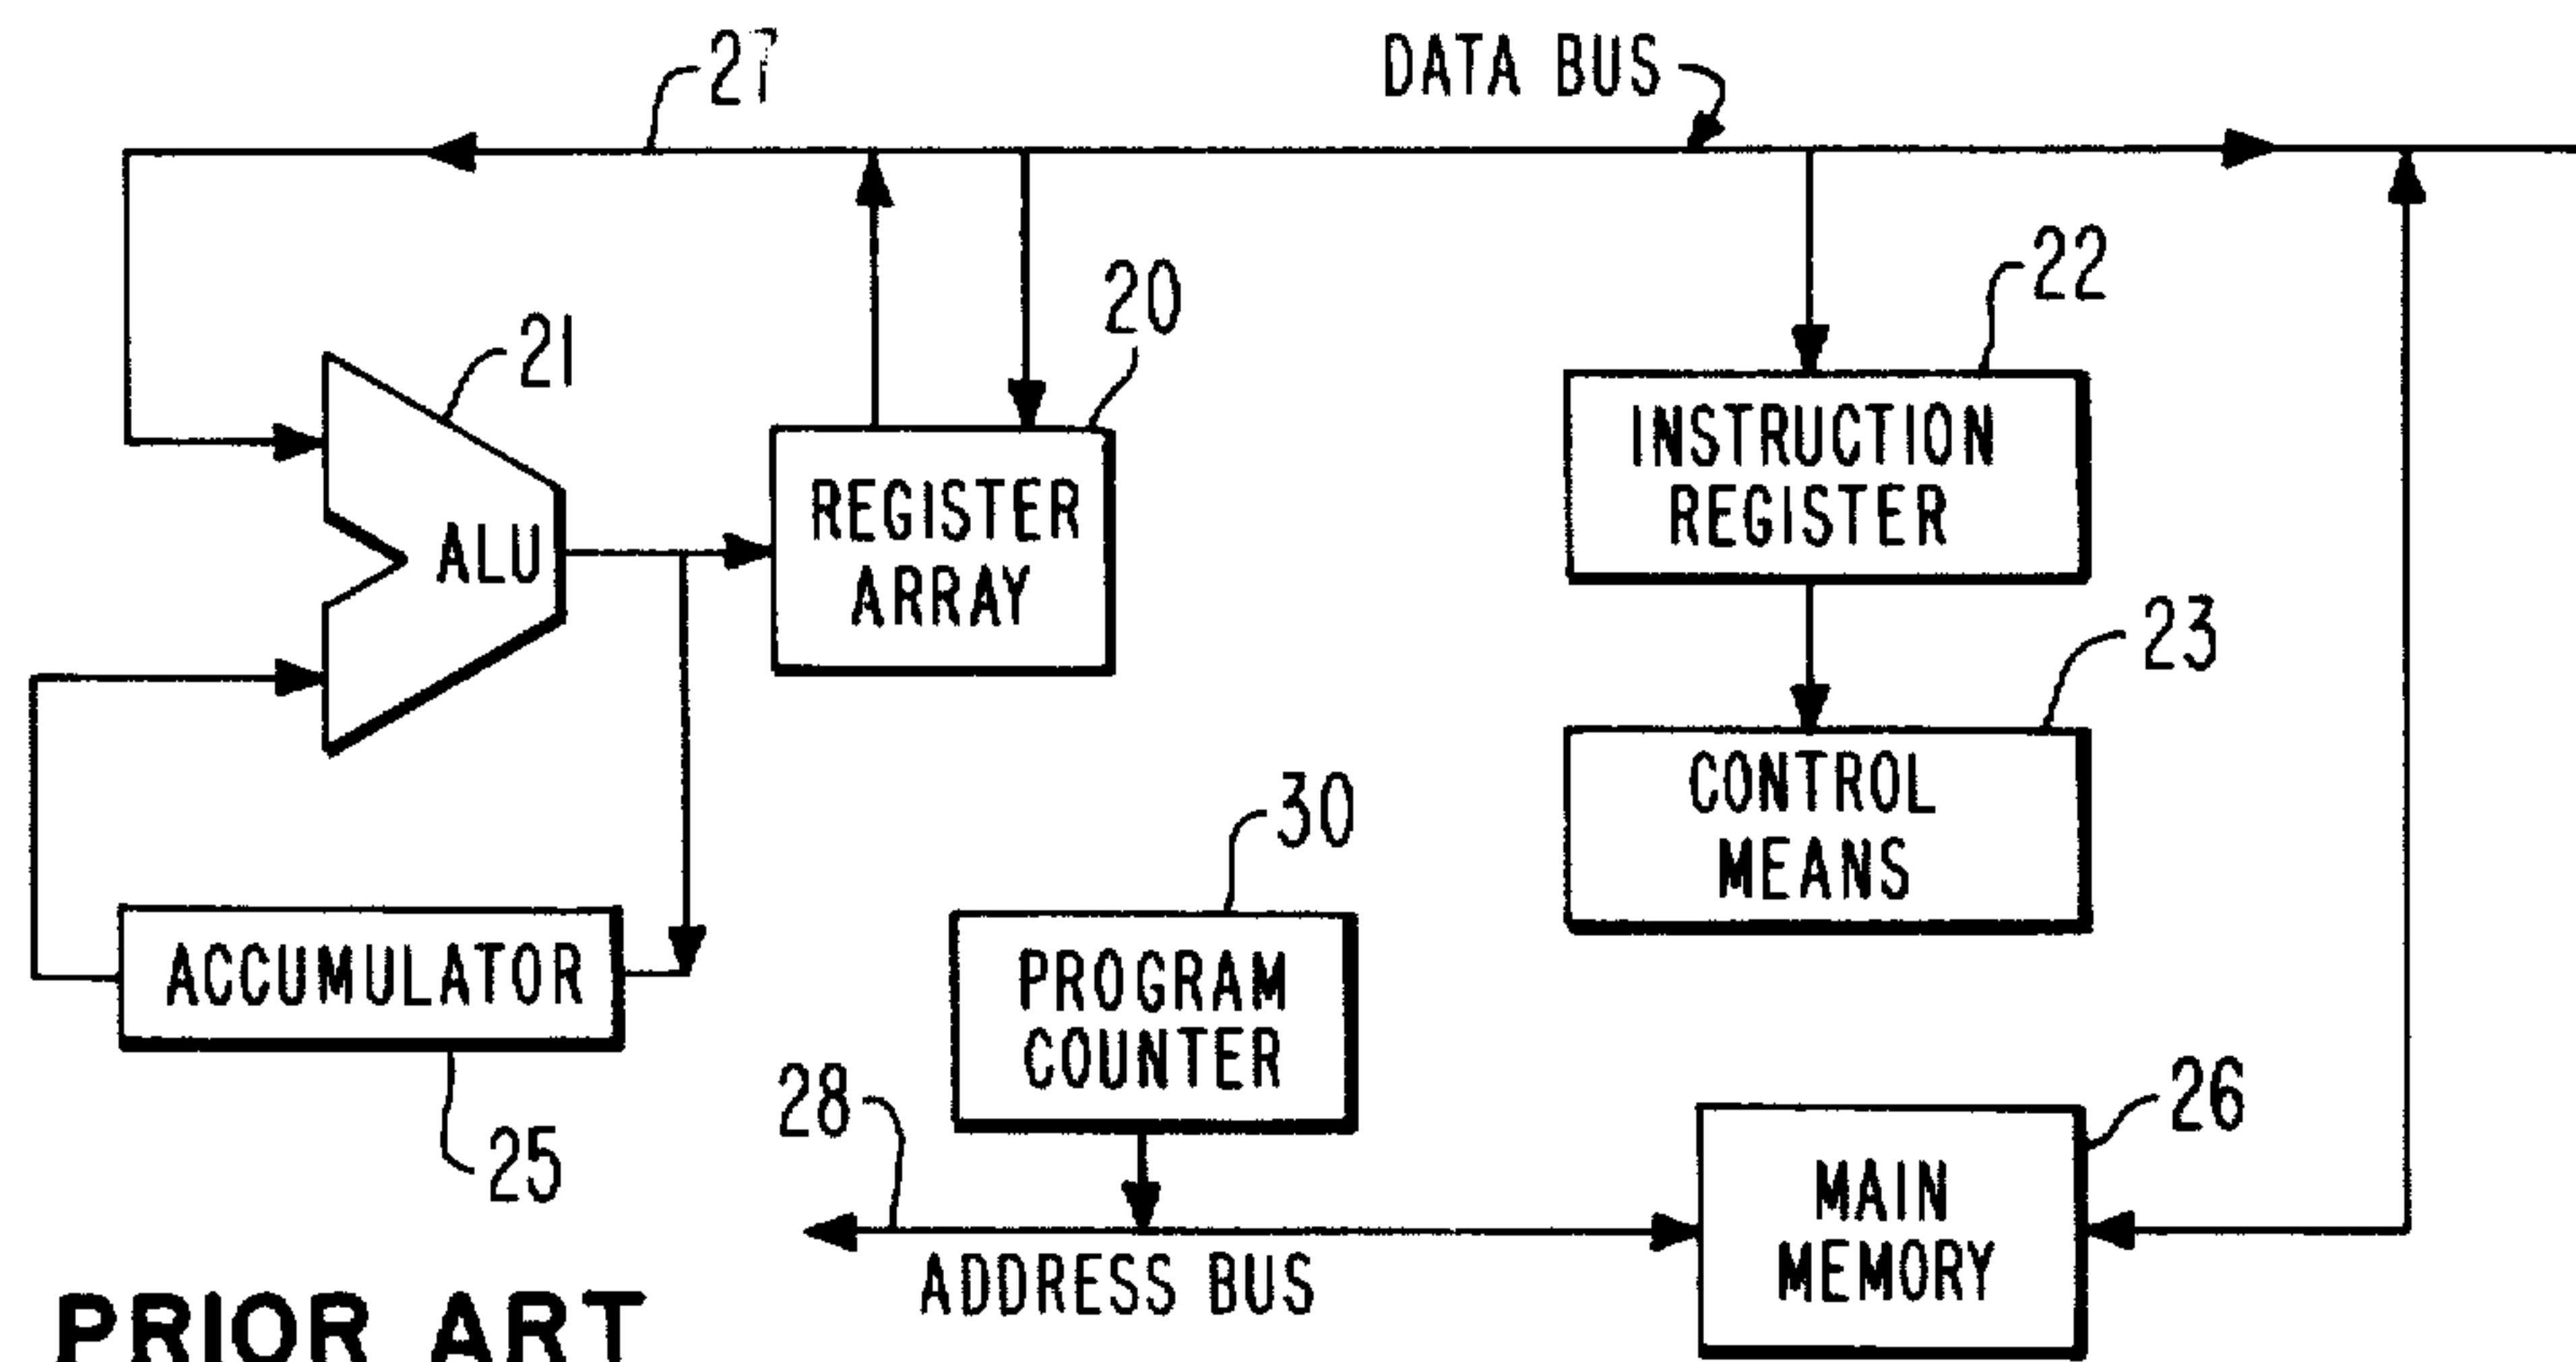 27
DATA BUS
22
20
21
INSTRUCTION
REGISTER
REGISTER
ARRAY
ALU
23
CONTROL
MEANS
30
ACCUMULATOR
PROGRAM
COUNTER
28
26
25
MAIN
MEMORY
ADDRESS BUS
PRIOR ART